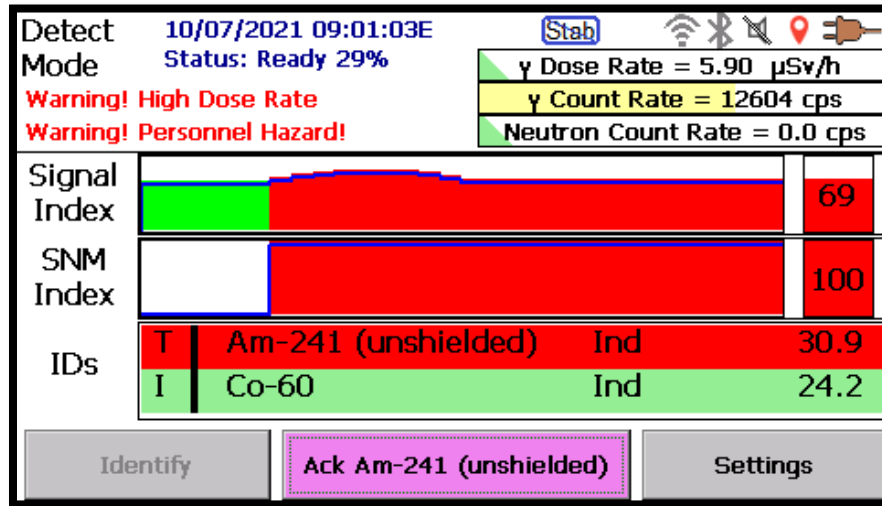 Detect Mode
10/07/2021 09:01:03E
Stab
Status: Ready 29%
γ Dose Rate = 5.90 μSv/h
Warning! High Dose Rate
γ Count Rate = 12604 cps
Warning! Personnel Hazard!
Neutron Count Rate = 0.0 cps
Signal Index
69
SNM Index
100
IDs
T Am-241 (unshielded) Ind 30.9
I Co-60 Ind 24.2
Identify
Ack Am-241 (unshielded)
Settings